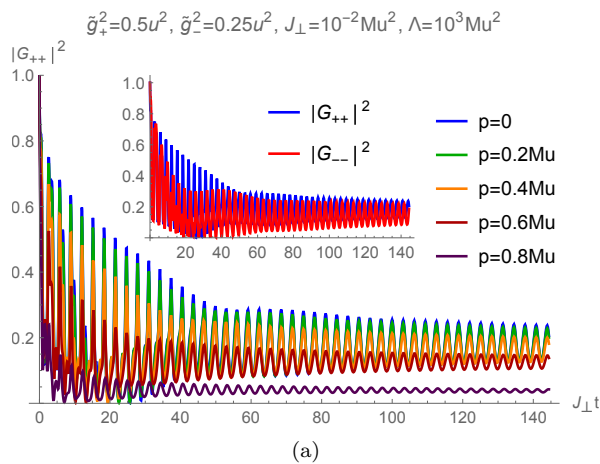 g̃₊²=0.5u², g̃₋²=0.25u², J⊥=10⁻²Mu², Λ=10³Mu²
|G₊₊|²
1.0
0.8
0.6
0.4
0.2
0 20 40 60 80 100 120 140
J⊥t
1.0
0.8
0.6
0.4
0.2
20 40 60 80 100 120 140
|G₊₊|²
|G₋₋|²
p=0
p=0.2Mu
p=0.4Mu
p=0.6Mu
p=0.8Mu
(a)